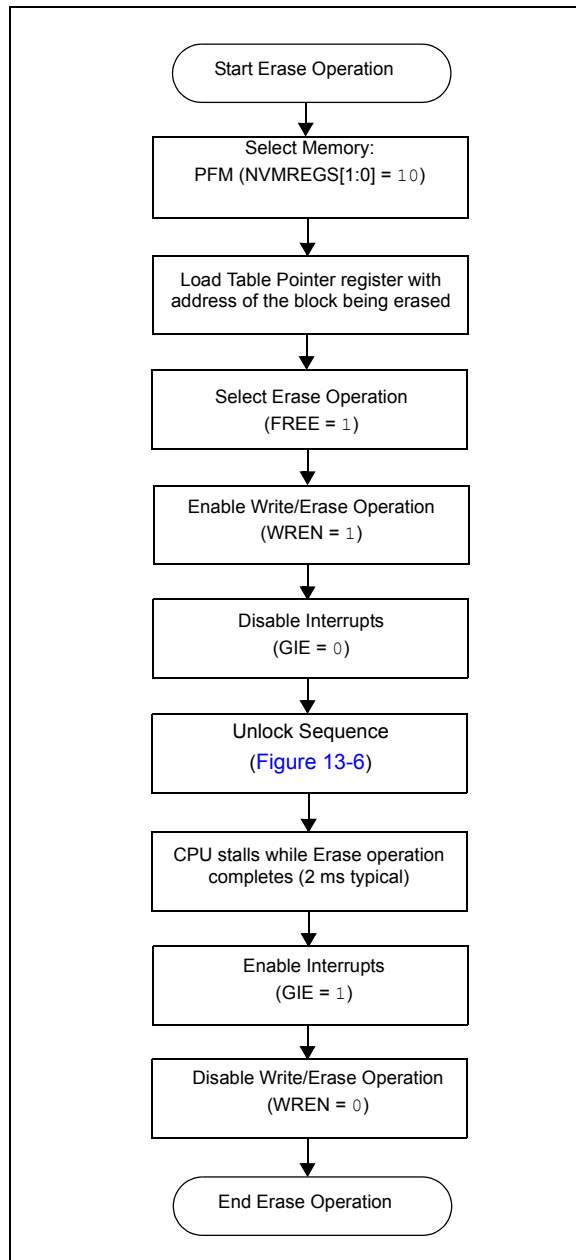 Start Erase Operation
Select Memory:
PFM (NVMREGS[1:0] = 10)
Load Table Pointer register with
address of the block being erased
Select Erase Operation
(FREE = 1)
Enable Write/Erase Operation
(WREN = 1)
Disable Interrupts
(GIE = 0)
Unlock Sequence
(Figure 13-6)
CPU stalls while Erase operation
completes (2 ms typical)
Enable Interrupts
(GIE = 1)
Disable Write/Erase Operation
(WREN = 0)
End Erase Operation